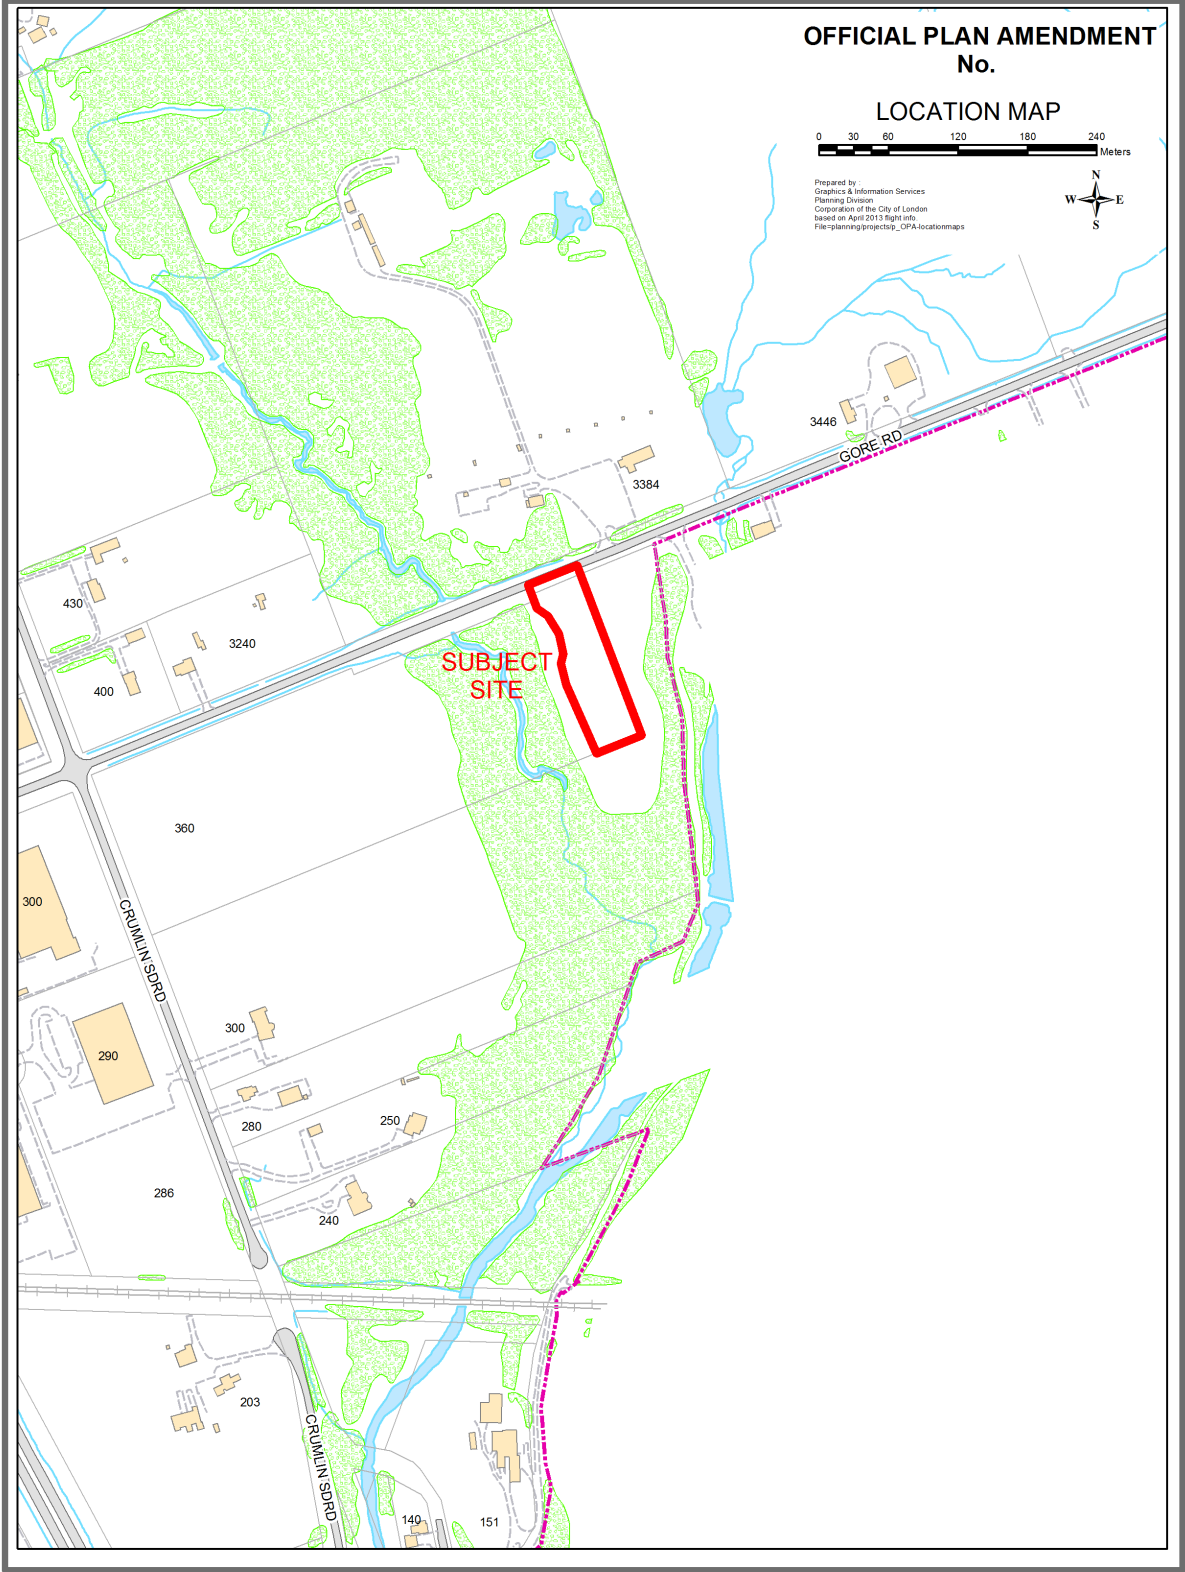 OFFICIAL PLAN AMENDMENT
No.
LOCATION MAP
0 30 60 120 180 240
Meters
Prepared by :
Graphics & Information Services
Planning Division
Corporation of the City of London
based on April 2013 flight info.
File=planning/projects/p_OPA-locationmaps
N
W E
S
3446
GORE RD
3384
430
3240
400
SUBJECT
SITE
360
300
CRUMLIN SDRD
300
290
280
250
286
240
203
CRUMLIN SDRD
140
151